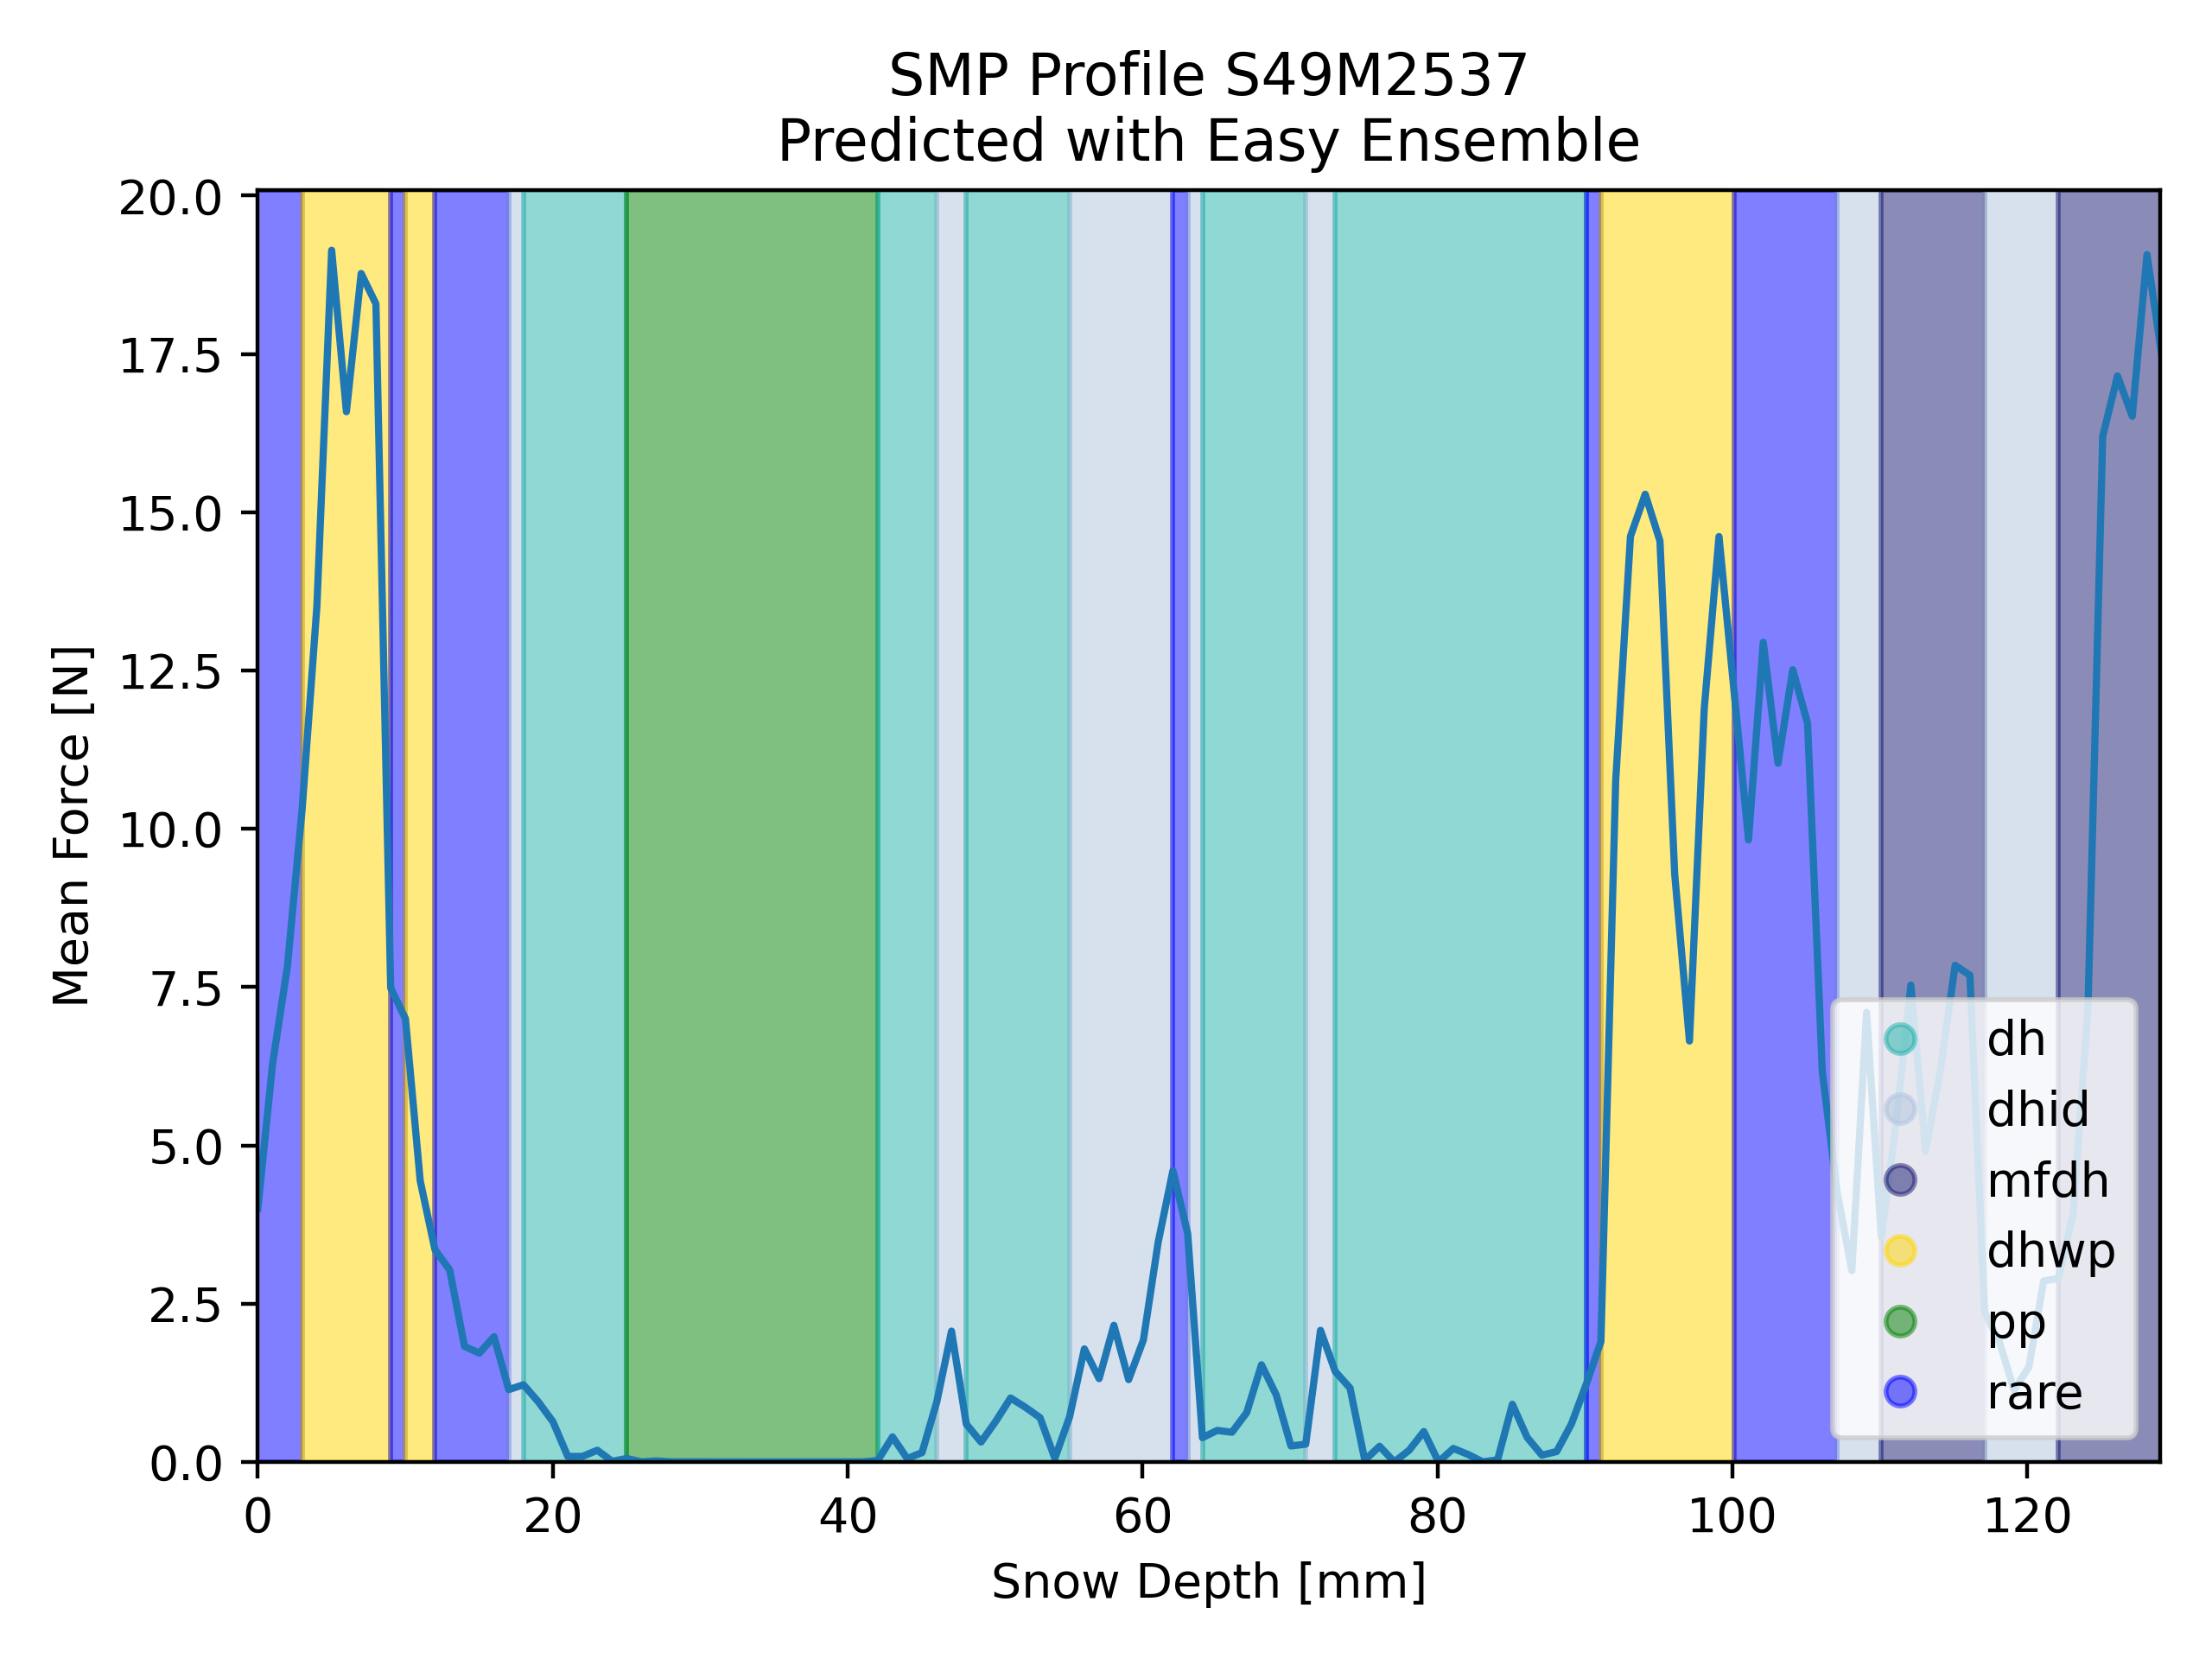 SMP Profile S49M2537
Predicted with Easy Ensemble
20.0
17.5
15.0
12.5
10.0
7.5
5.0
2.5
0.0
Mean Force [N]
0 20 40 60 80 100 120
Snow Depth [mm]
dh
dhid
mfdh
dhwp
pp
rare